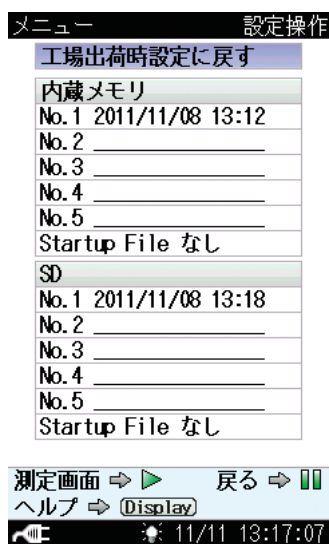 メニュー 設定操作
工場出荷時設定に戻す
内蔵メモリ
No.1 2011/11/08 13:12
No.2
No.3
No.4
No.5
Startup File なし
SD
No.1 2011/11/08 13:18
No.2
No.3
No.4
No.5
Startup File なし
測定画面 ⇨ ▷ 戻る ⇨ ▯▯
ヘルプ ⇨ (Display)
11/11 13:17:07